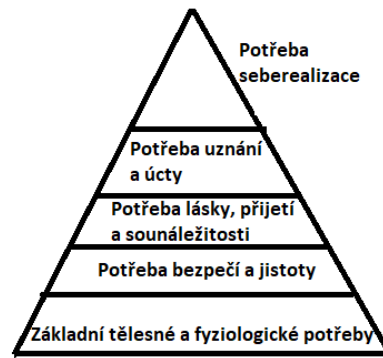 Potřeba
seberealizace
Potřeba uznání
a úcty
Potřeba lásky, přijetí
a sounáležitosti
Potřeba bezpečí a jistoty
Základní tělesné a fyziologické potřeby